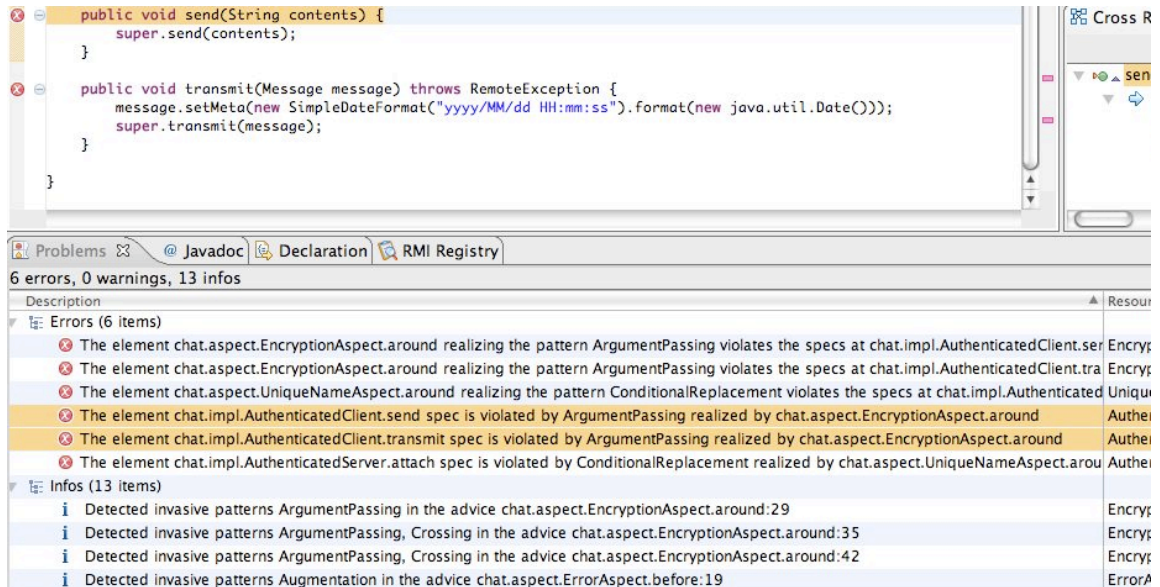 public void send(String contents) {
super.send(contents);
}
public void transmit(Message message) throws RemoteException {
message.setMeta(new SimpleDateFormat("yyyy/MM/dd HH:mm:ss").format(new java.util.Date()));
super.transmit(message);
}
}
Cross R
sen
Problems @ Javadoc Declaration RMI Registry
6 errors, 0 warnings, 13 infos
Description Resour
Errors (6 items)
The element chat.aspect.EncryptionAspect.around realizing the pattern ArgumentPassing violates the specs at chat.impl.AuthenticatedClient.ser Encryp
The element chat.aspect.EncryptionAspect.around realizing the pattern ArgumentPassing violates the specs at chat.impl.AuthenticatedClient.tra Encryp
The element chat.aspect.UniqueNameAspect.around realizing the pattern ConditionalReplacement violates the specs at chat.impl.Authenticated Unique
The element chat.impl.AuthenticatedClient.send spec is violated by ArgumentPassing realized by chat.aspect.EncryptionAspect.around Auther
The element chat.impl.AuthenticatedClient.transmit spec is violated by ArgumentPassing realized by chat.aspect.EncryptionAspect.around Auther
The element chat.impl.AuthenticatedServer.attach spec is violated by ConditionalReplacement realized by chat.aspect.UniqueNameAspect.arou Auther
Infos (13 items)
i Detected invasive patterns ArgumentPassing in the advice chat.aspect.EncryptionAspect.around:29 Encryp
i Detected invasive patterns ArgumentPassing, Crossing in the advice chat.aspect.EncryptionAspect.around:35 Encryp
i Detected invasive patterns ArgumentPassing, Crossing in the advice chat.aspect.EncryptionAspect.around:42 Encryp
i Detected invasive patterns Augmentation in the advice chat.aspect.ErrorAspect.before:19 ErrorA